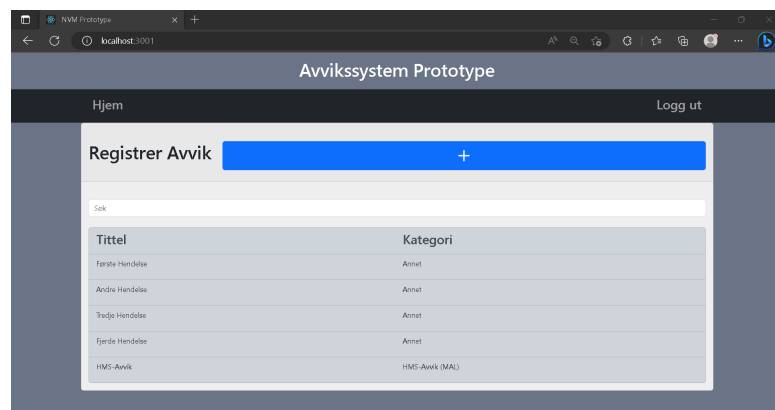 NVM Prototype
localhost:3001
Avvikssystem Prototype
Hjem Logg ut
Registrer Avvik +
Søk
Tittel Kategori
Første Hendelse Annet
Andre Hendelse Annet
Tredje Hendelse Annet
Fjerde Hendelse Annet
HMS-Avvik HMS-Avvik (MAL)